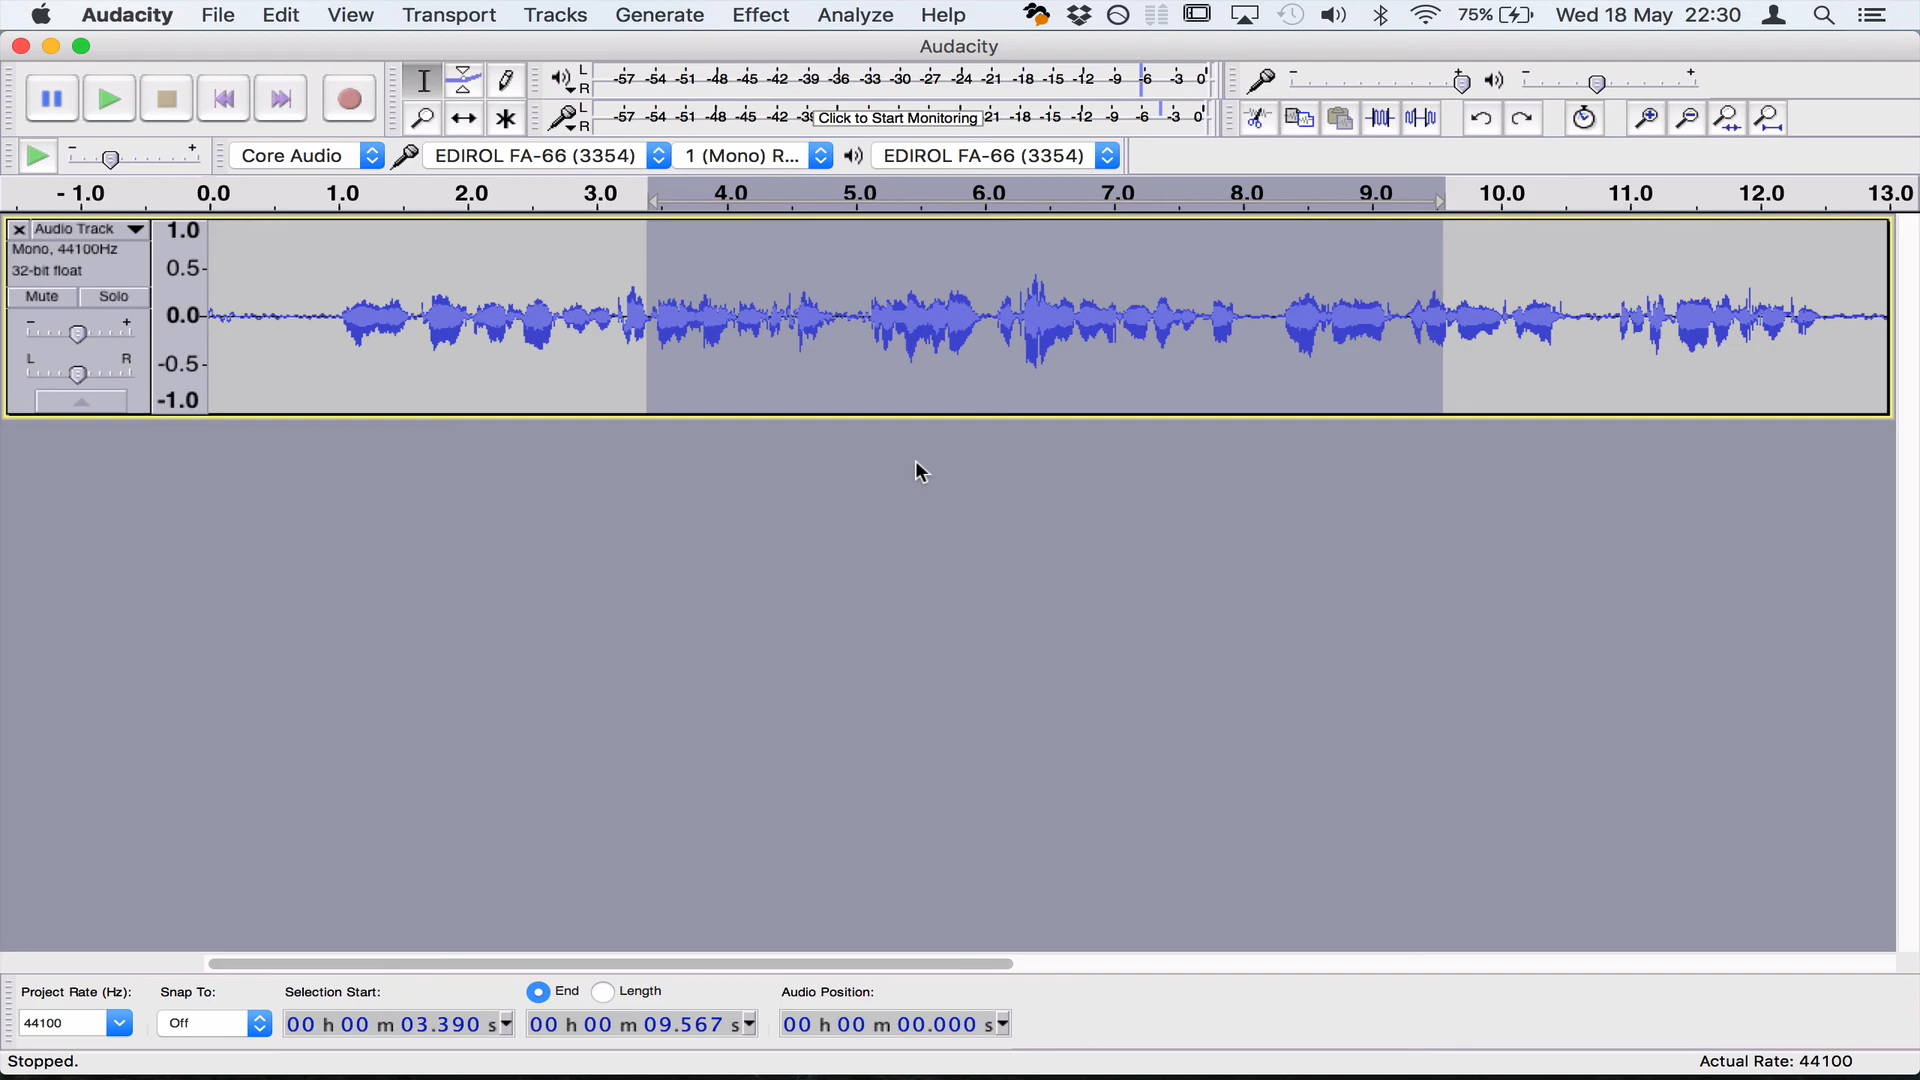 Audacity File Edit View Transport Tracks Generate Effect Analyze Help 75% Wed 18 May 22:30
Audacity
L -57 -54 -51 -48 -45 -42 -39 -36 -33 -30 -27 -24 -21 -18 -15 -12 -9 -6 -3 0
R
L -57 -54 -51 -48 -45 -42 -39 Click to Start Monitoring 21 -18 -15 -12 -9 -6 -3 0
R
Core Audio EDIROL FA-66 (3354) 1 (Mono) R... EDIROL FA-66 (3354)
- 1.0 0.0 1.0 2.0 3.0 4.0 5.0 6.0 7.0 8.0 9.0 10.0 11.0 12.0 13.0
Audio Track 1.0
Mono, 44100Hz
32-bit float 0.5
Mute Solo
0.0
L R -0.5
-1.0
Project Rate (Hz): Snap To: Selection Start: End Length Audio Position:
44100 Off 00 h 00 m 03.390 s 00 h 00 m 09.567 s 00 h 00 m 00.000 s
Stopped. Actual Rate: 44100